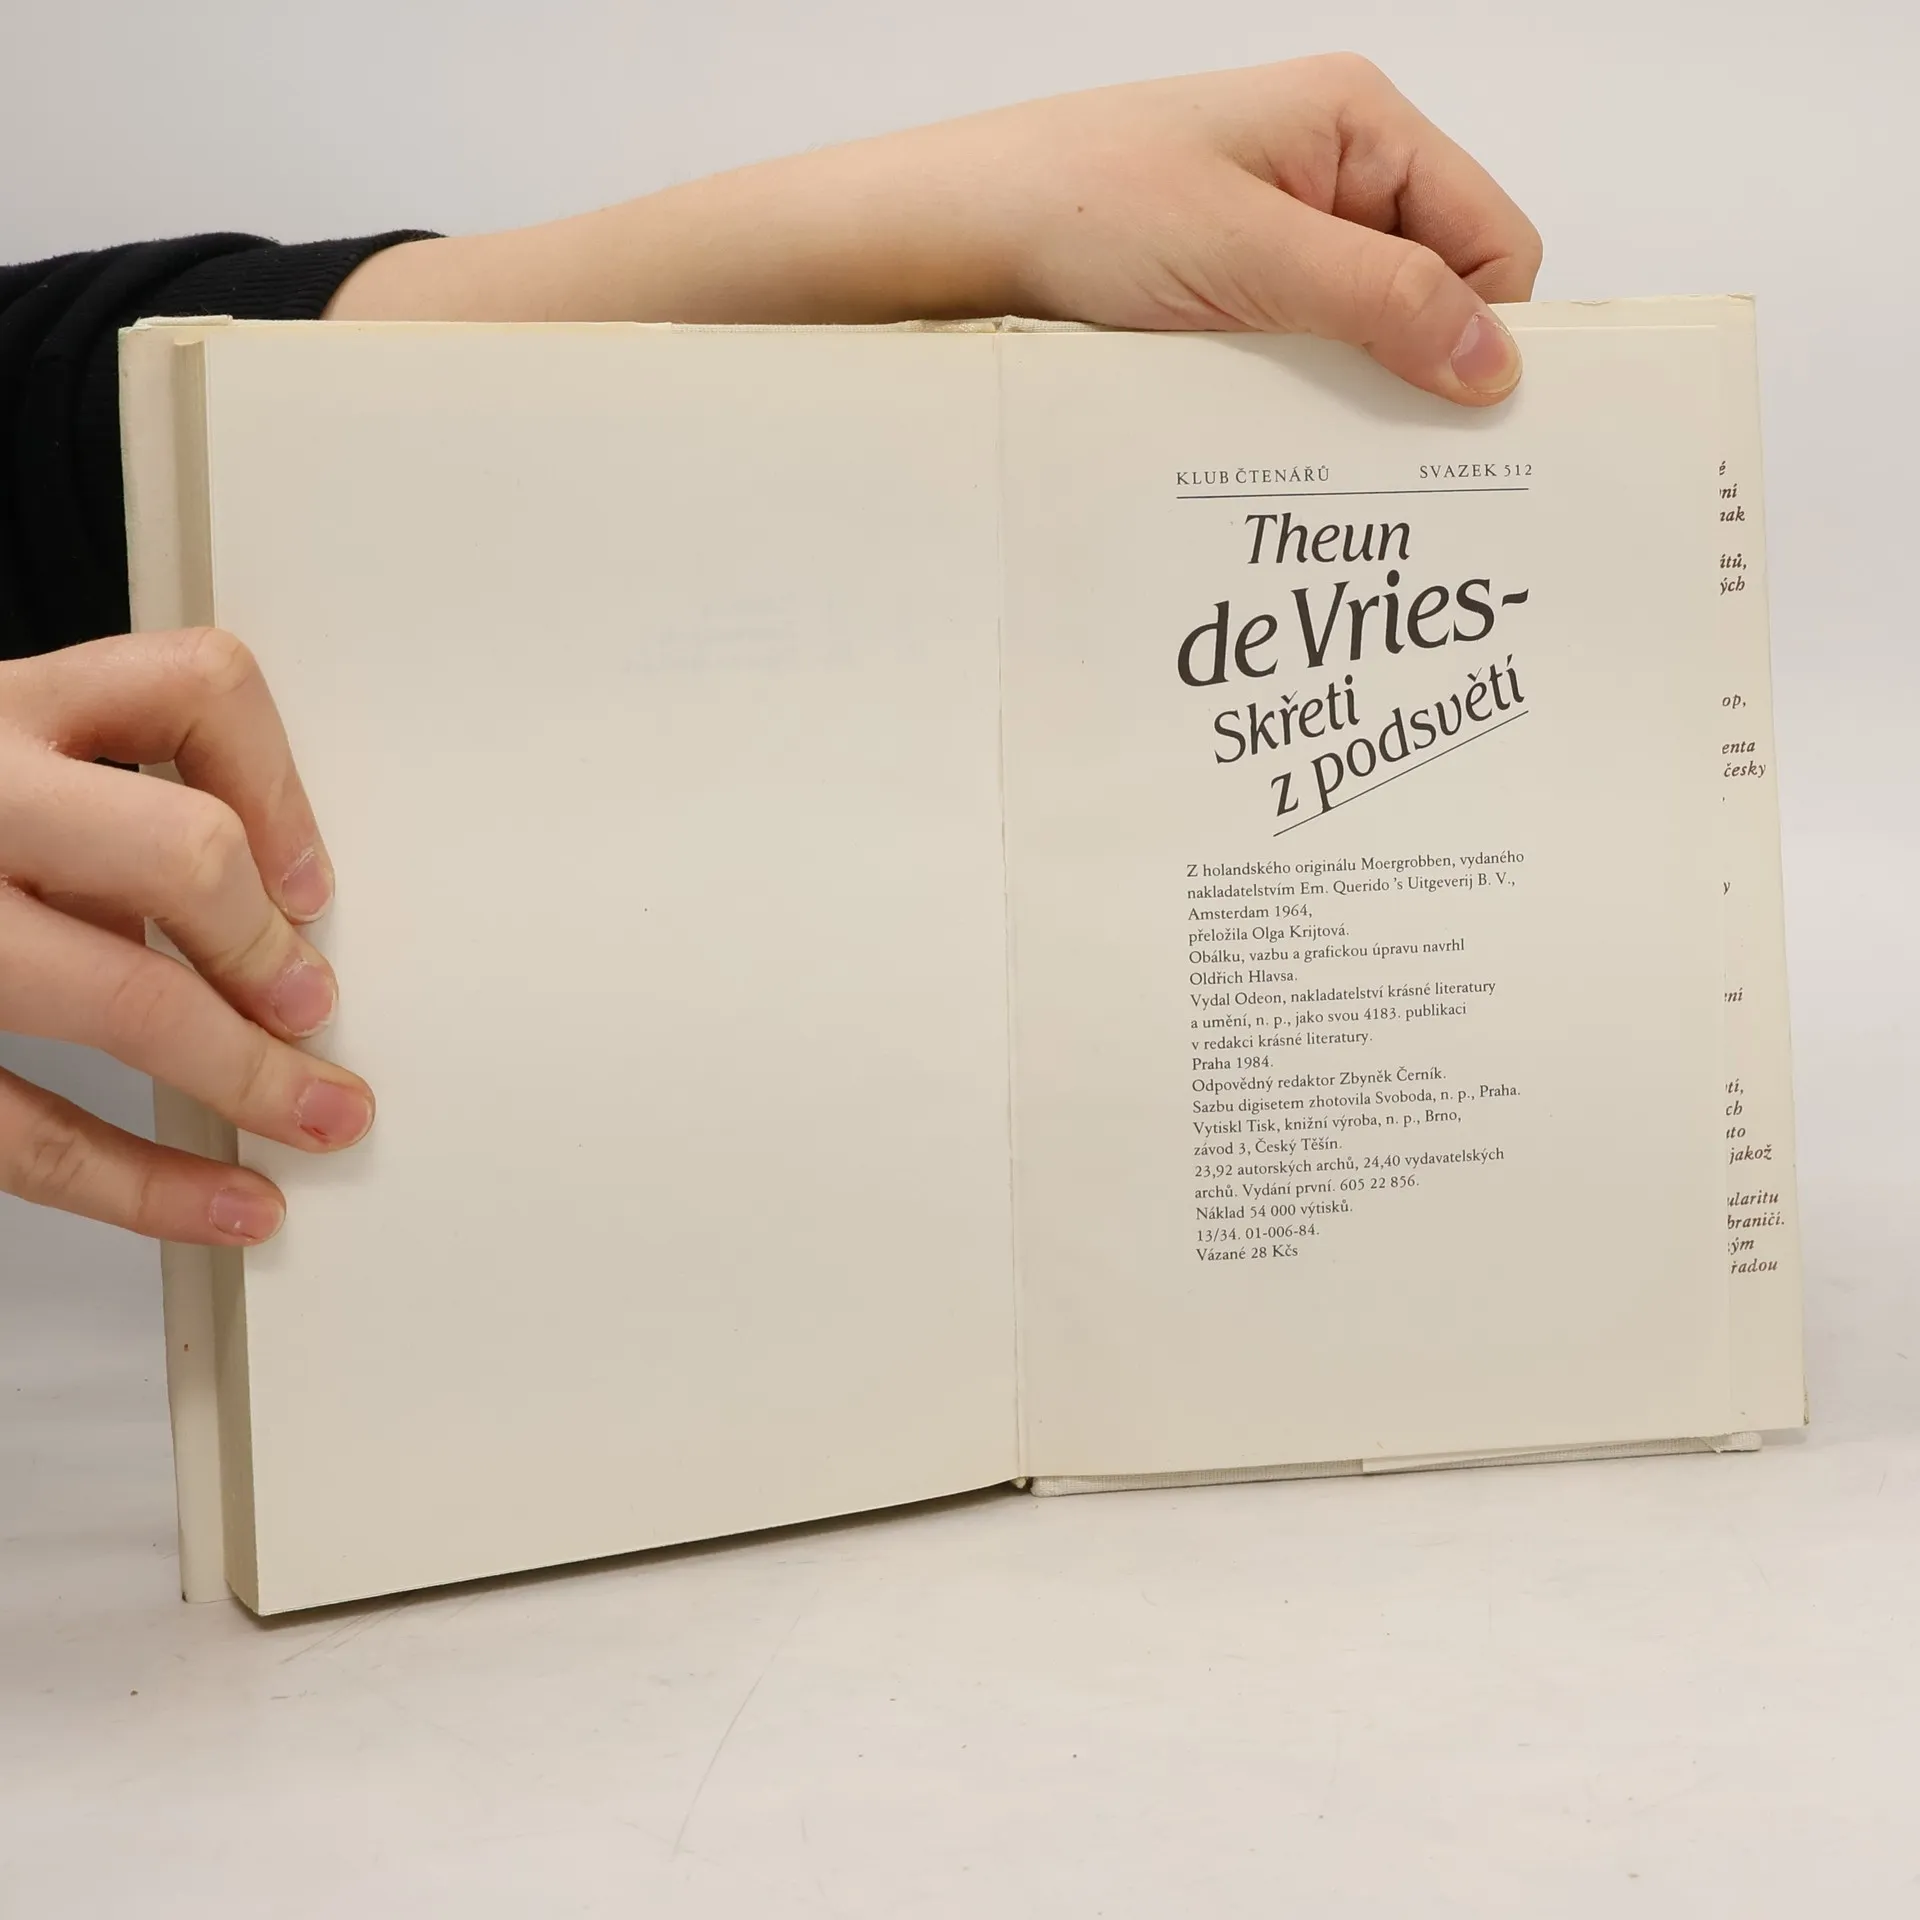 KLUB ČTENÁŘŮ SVAZEK 512
Theun
de Vries-
Skřeti
z podsvětí
Z holandského originálu Moergrobben, vydaného
nakladatelstvím Em. Querido 's Uitgeverij B. V.,
Amsterdam 1964,
přeložila Olga Krijtová.
Obálku, vazbu a grafickou úpravu navrhl
Oldřich Hlavsa.
Vydal Odeon, nakladatelství krásné literatury
a umění, n. p., jako svou 4183. publikaci
v redakci krásné literatury.
Praha 1984.
Odpovědný redaktor Zbyněk Černík.
Sazbu digisetem zhotovila Svoboda, n. p., Praha.
Vytiskl Tisk, knižní výroba, n. p., Brno,
závod 3, Český Těšín.
23,92 autorských archů, 24,40 vydavatelských
archů. Vydání první. 605 22 856.
Náklad 54 000 výtisků.
13/34. 01-006-84.
Vázané 28 Kčs
česky
jakož
řadou